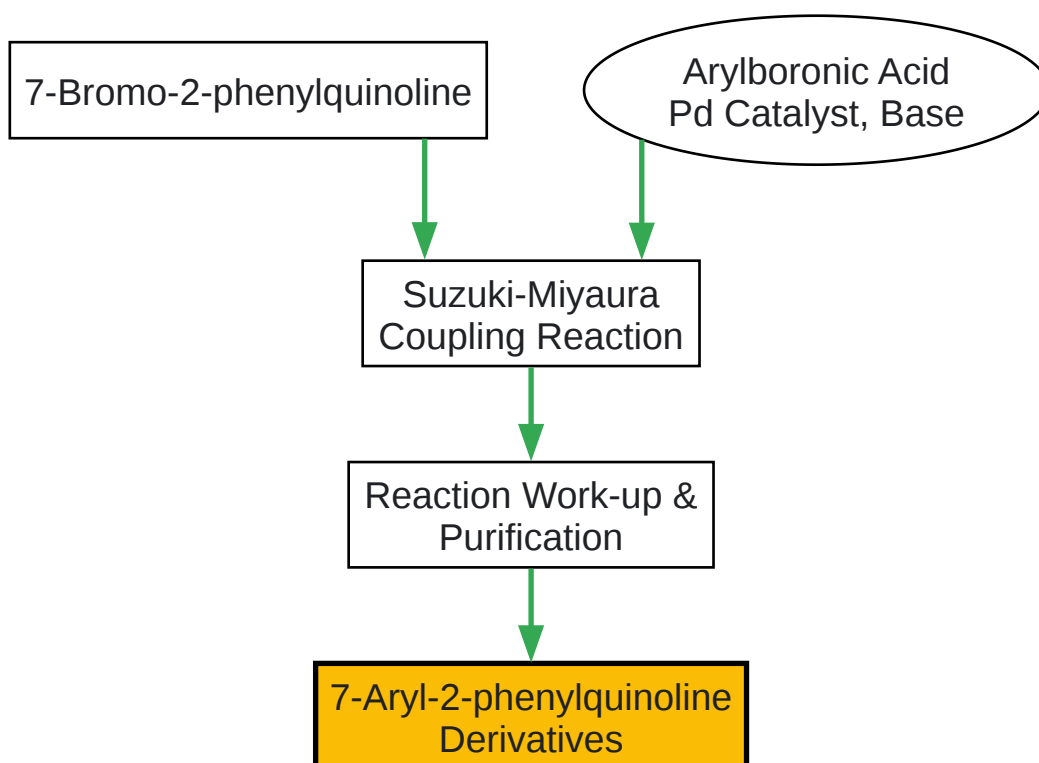 7-Bromo-2-phenylquinoline
Arylboronic Acid
Pd Catalyst, Base
Suzuki-Miyaura
Coupling Reaction
Reaction Work-up &
Purification
7-Aryl-2-phenylquinoline
Derivatives